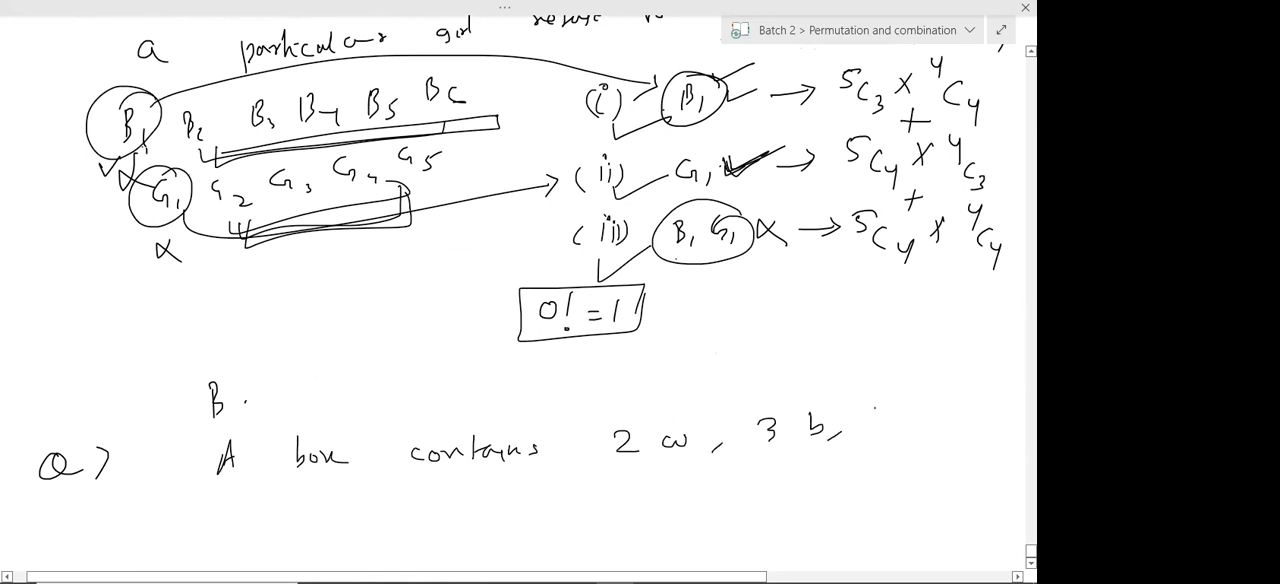 Batch 2 > Permutation and combination
a particular girl
B₁ B₂ B₃ B₄ B₅ B₆
G₁ G₂ G₃ G₄ G₅
(i) B₁ → ⁵C₃ × ⁴C₄
+
(ii) G₁ → ⁵C₄ × ⁴C₃
+
(iii) B₁ G₁ → ⁵C₄ × ⁴C₄
0! = 1!
B.
Q> A box contains 2 w, 3 b,